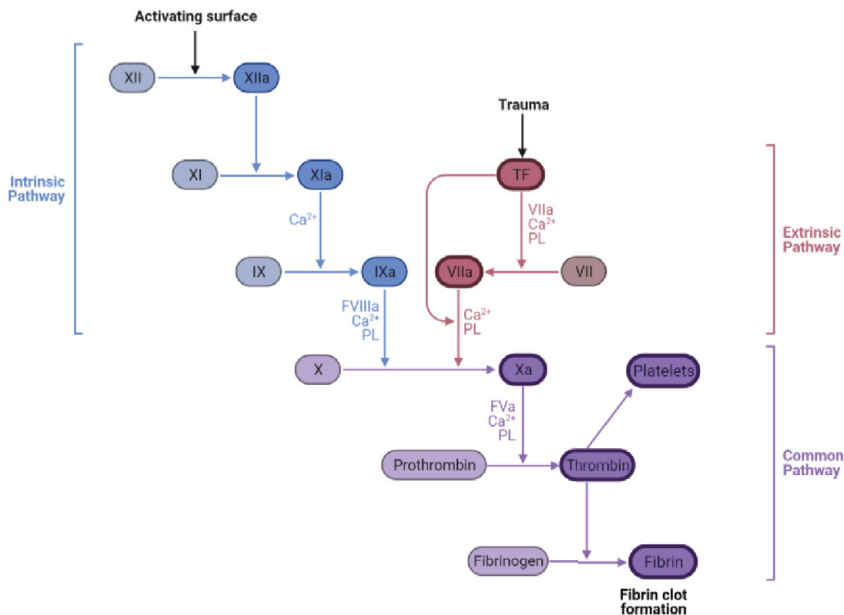 Activating surface
XII
XIIa
Trauma
Intrinsic
Pathway
XI
XIa
TF
Ca²⁺
VIIa
Ca²⁺
PL
Extrinsic
Pathway
IX
IXa
VIIa
VII
FVIIIa
Ca²⁺
PL
Ca²⁺
PL
X
Xa
Platelets
FVa
Ca²⁺
PL
Common
Pathway
Prothrombin
Thrombin
Fibrinogen
Fibrin
Fibrin clot
formation